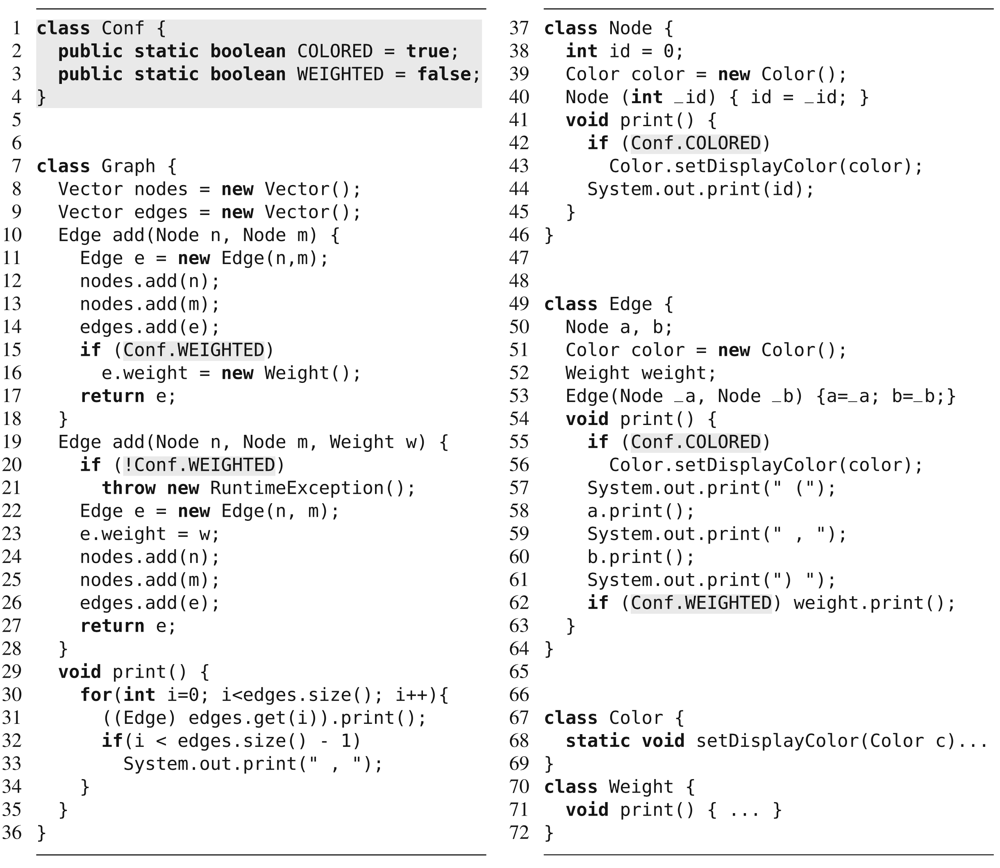 1 class Conf {
2   public static boolean COLORED = true;
3   public static boolean WEIGHTED = false;
4 }
5
6
7 class Graph {
8   Vector nodes = new Vector();
9   Vector edges = new Vector();
10   Edge add(Node n, Node m) {
11     Edge e = new Edge(n,m);
12     nodes.add(n);
13     nodes.add(m);
14     edges.add(e);
15     if (Conf.WEIGHTED)
16       e.weight = new Weight();
17     return e;
18   }
19   Edge add(Node n, Node m, Weight w) {
20     if (!Conf.WEIGHTED)
21       throw new RuntimeException();
22     Edge e = new Edge(n, m);
23     e.weight = w;
24     nodes.add(n);
25     nodes.add(m);
26     edges.add(e);
27     return e;
28   }
29   void print() {
30     for(int i=0; i<edges.size(); i++){
31       ((Edge) edges.get(i)).print();
32       if(i < edges.size() - 1)
33         System.out.print(" , ");
34     }
35   }
36 }
37 class Node {
38   int id = 0;
39   Color color = new Color();
40   Node (int _id) { id = _id; }
41   void print() {
42     if (Conf.COLORED)
43       Color.setDisplayColor(color);
44     System.out.print(id);
45   }
46 }
47
48
49 class Edge {
50   Node a, b;
51   Color color = new Color();
52   Weight weight;
53   Edge(Node _a, Node _b) {a=_a; b=_b;}
54   void print() {
55     if (Conf.COLORED)
56       Color.setDisplayColor(color);
57     System.out.print(" (");
58     a.print();
59     System.out.print(" , ");
60     b.print();
61     System.out.print(") ");
62     if (Conf.WEIGHTED) weight.print();
63   }
64 }
65
66
67 class Color {
68   static void setDisplayColor(Color c)...
69 }
70 class Weight {
71   void print() { ... }
72 }